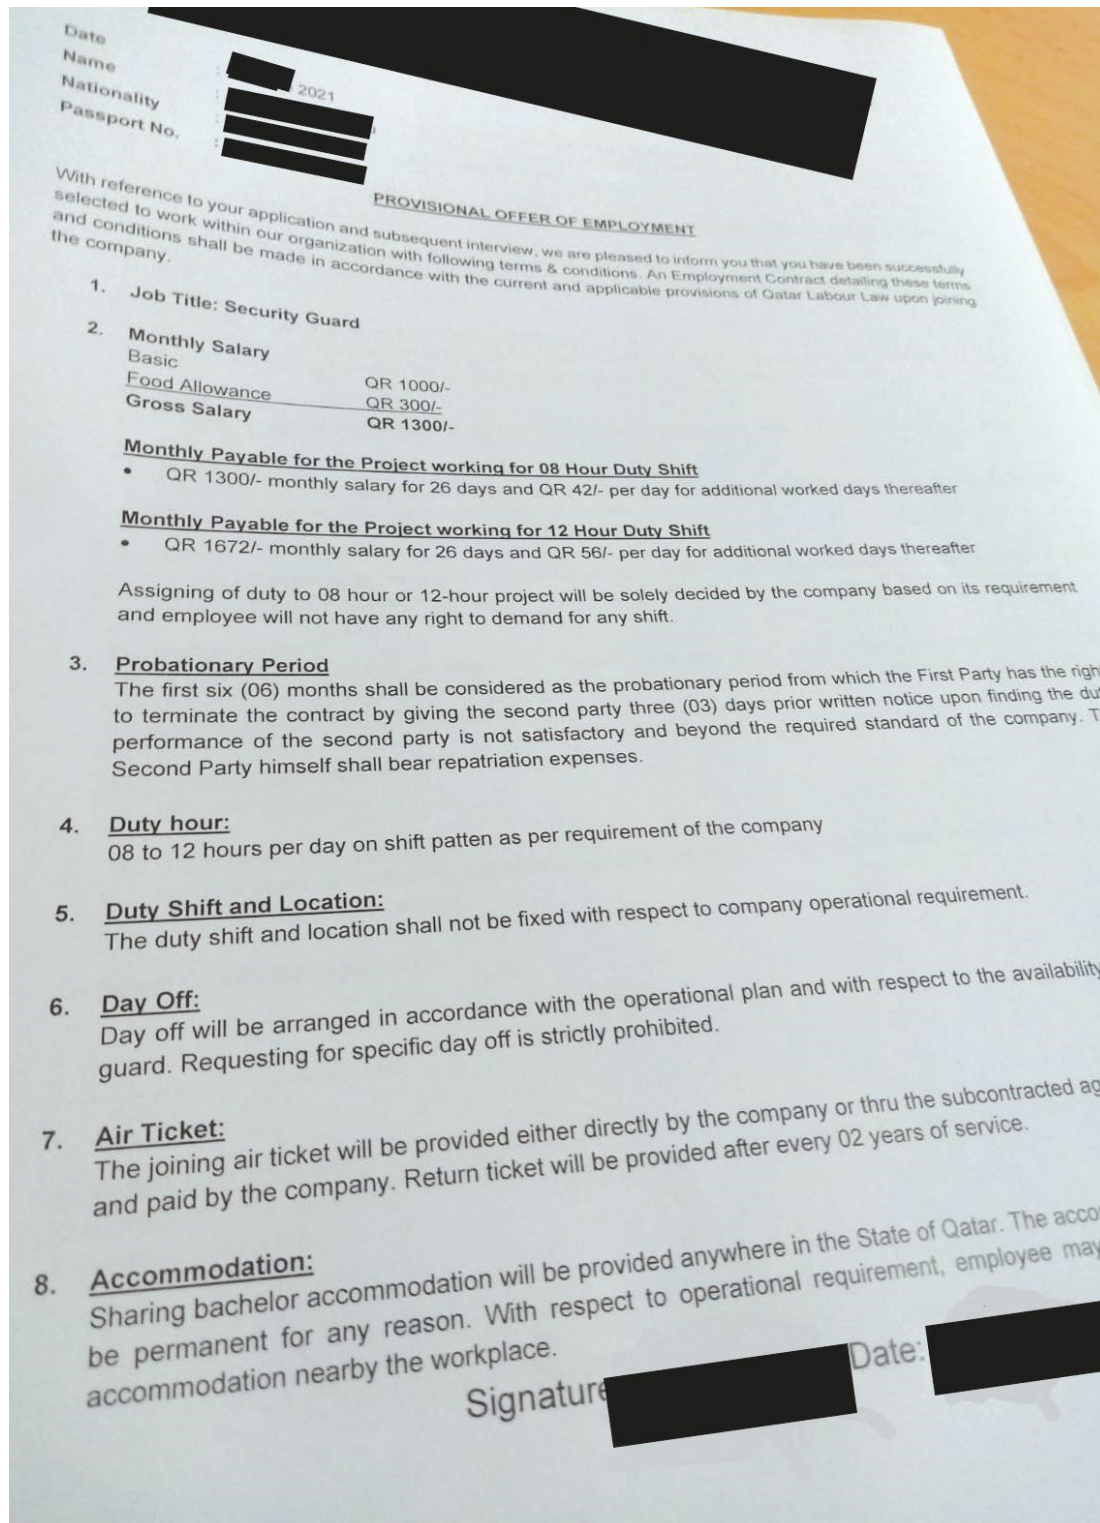 Date
Name
Nationality
Passport No.
:
: 2021
:
:
PROVISIONAL OFFER OF EMPLOYMENT
With reference to your application and subsequent interview, we are pleased to inform you that you have been successfully
selected to work within our organization with following terms & conditions. An Employment Contract detailing these terms
and conditions shall be made in accordance with the current and applicable provisions of Qatar Labour Law upon joining
the company.
1. Job Title: Security Guard
2. Monthly Salary
Basic QR 1000/-
Food Allowance QR 300/-
Gross Salary QR 1300/-
Monthly Payable for the Project working for 08 Hour Duty Shift
• QR 1300/- monthly salary for 26 days and QR 42/- per day for additional worked days thereafter
Monthly Payable for the Project working for 12 Hour Duty Shift
• QR 1672/- monthly salary for 26 days and QR 56/- per day for additional worked days thereafter
Assigning of duty to 08 hour or 12-hour project will be solely decided by the company based on its requirement
and employee will not have any right to demand for any shift.
3. Probationary Period
The first six (06) months shall be considered as the probationary period from which the First Party has the righ
to terminate the contract by giving the second party three (03) days prior written notice upon finding the du
performance of the second party is not satisfactory and beyond the required standard of the company. T
Second Party himself shall bear repatriation expenses.
4. Duty hour:
08 to 12 hours per day on shift patten as per requirement of the company
5. Duty Shift and Location:
The duty shift and location shall not be fixed with respect to company operational requirement.
6. Day Off:
Day off will be arranged in accordance with the operational plan and with respect to the availability
guard. Requesting for specific day off is strictly prohibited.
7. Air Ticket:
The joining air ticket will be provided either directly by the company or thru the subcontracted ag
and paid by the company. Return ticket will be provided after every 02 years of service.
8. Accommodation:
Sharing bachelor accommodation will be provided anywhere in the State of Qatar. The acco
be permanent for any reason. With respect to operational requirement, employee may
accommodation nearby the workplace.
Signature Date: